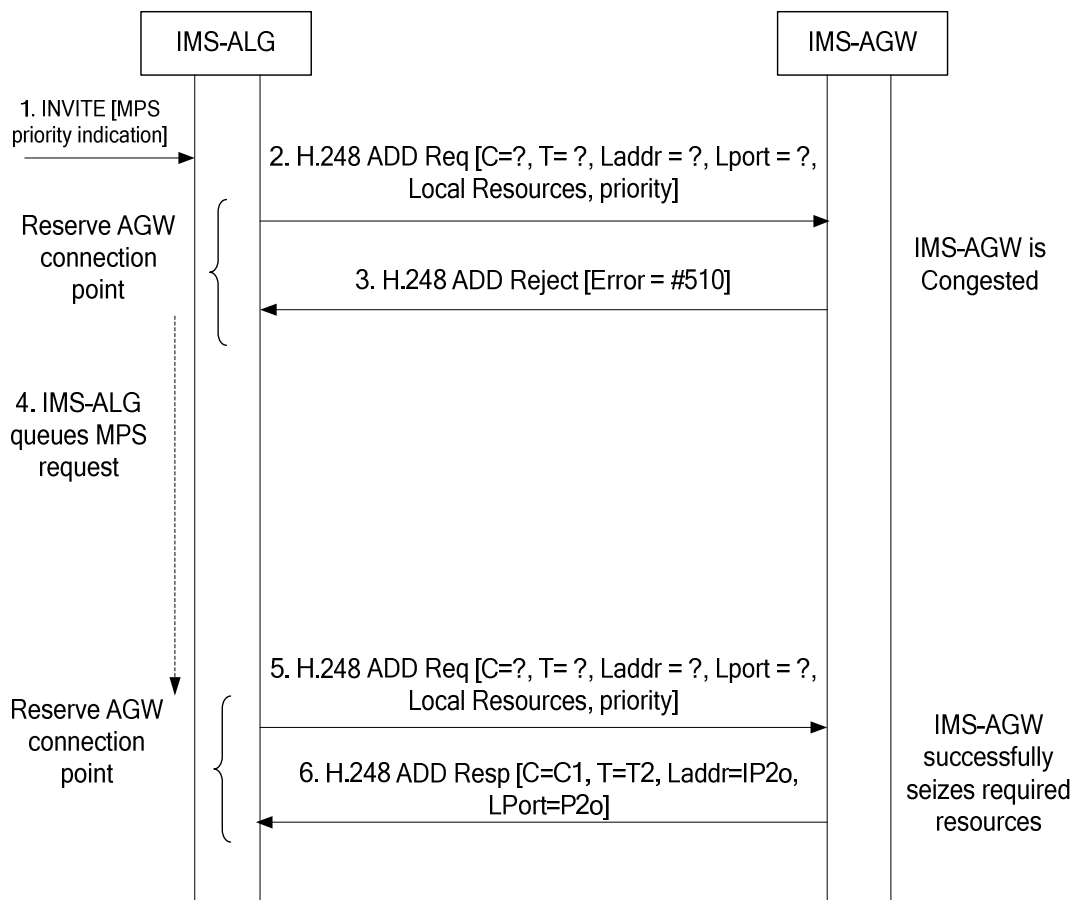 IMS-ALG
IMS-AGW
1. INVITE [MPS
priority indication]
2. H.248 ADD Req [C=?, T= ?, Laddr = ?, Lport = ?,
Local Resources, priority]
Reserve AGW
connection
point
IMS-AGW is
Congested
3. H.248 ADD Reject [Error = #510]
4. IMS-ALG
queues MPS
request
5. H.248 ADD Req [C=?, T= ?, Laddr = ?, Lport = ?,
Local Resources, priority]
Reserve AGW
connection
point
IMS-AGW
successfully
seizes required
resources
6. H.248 ADD Resp [C=C1, T=T2, Laddr=IP2o,
LPort=P2o]